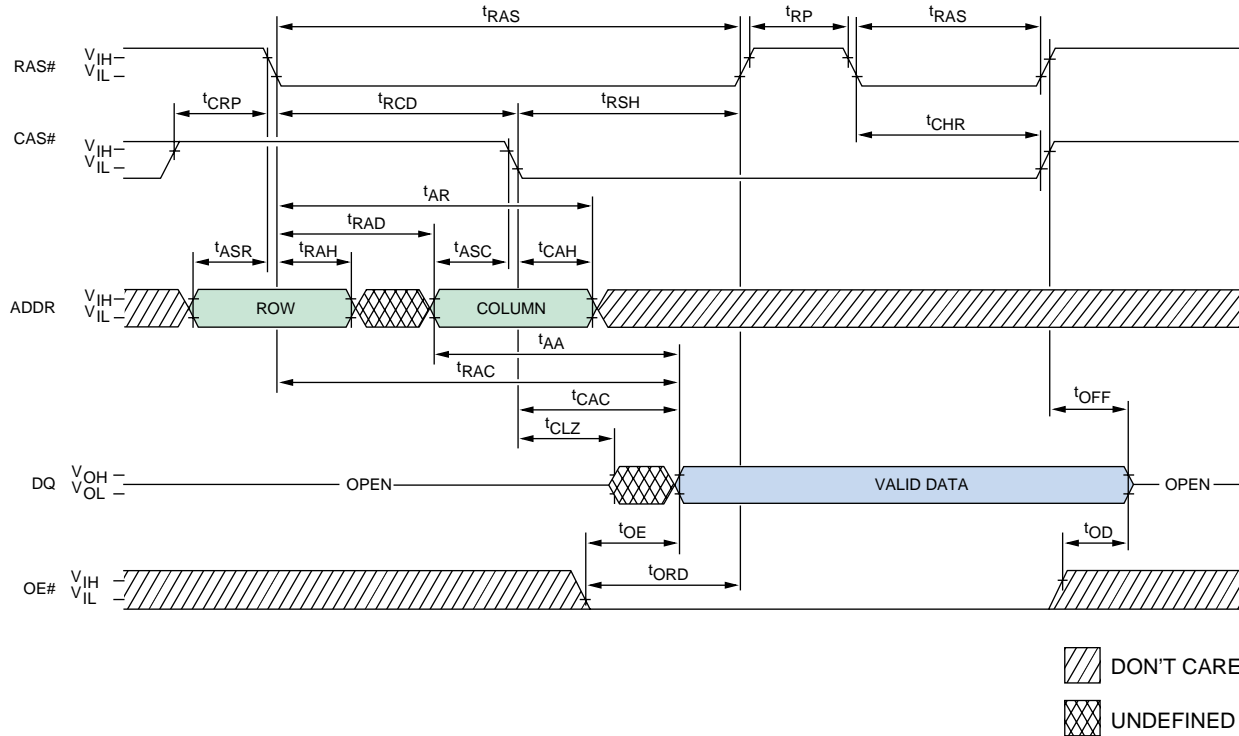 tRAS tRP tRAS
RAS# VIH
VIL
tCRP tRCD tRSH
tCHR
CAS# VIH
VIL
tAR
tRAD
tASR tRAH tASC tCAH
ADDR VIH
VIL
ROW COLUMN
tAA
tRAC
tCAC tOFF
tCLZ
DQ VOH
VOL
OPEN VALID DATA OPEN
tOE tOD
tORD
OE# VIH
VIL
DON'T CARE
UNDEFINED